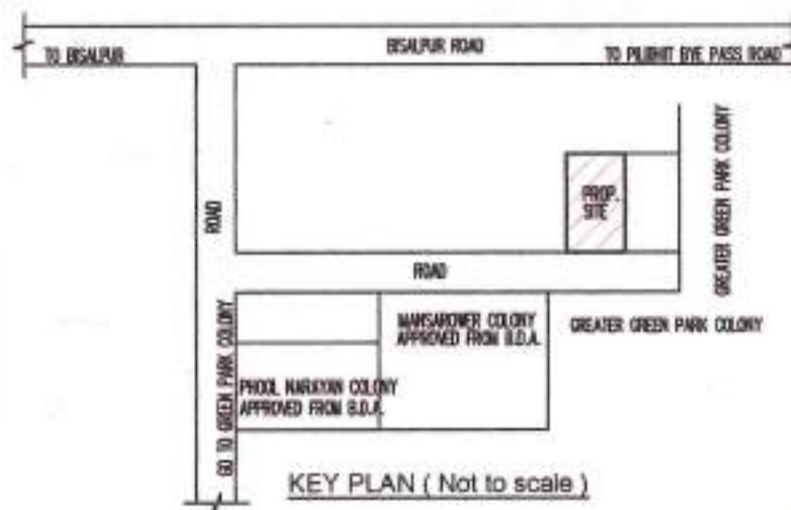 BISALPUR ROAD
TO BISALPUR
TO PILIBHIT BYE PASS ROAD
PROP.
SITE
GREATER GREEN PARK COLONY
ROAD
ROAD
MANSAROWER COLONY
APPROVED FROM B.D.A.
GREATER GREEN PARK COLONY
PHOOL NARAYAN COLONY
APPROVED FROM B.D.A.
GO TO GREEN PARK COLONY
KEY PLAN ( Not to scale )